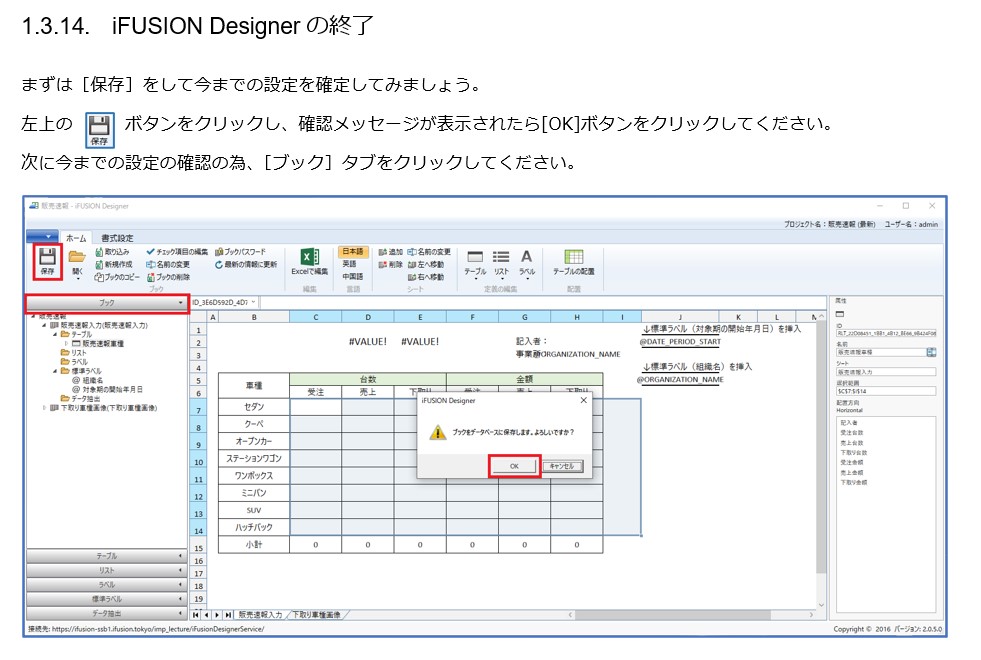 1.3.14. iFUSION Designer の終了
まずは［保存］をして今までの設定を確定してみましょう。
左上の 保存 ボタンをクリックし、確認メッセージが表示されたら[OK]ボタンをクリックしてください。
次に今までの設定の確認の為、［ブック］タブをクリックしてください。
販売速報 - iFUSION Designer
プロジェクト名：販売速報 (最新) ユーザー名：admin
ホーム 書式設定
取り込み チェック項目の編集 ブックパスワード
新規作成 名前の変更 最新の情報に更新
ブックのコピー ブックの削除
保存 開く
ブック
Excelで編集
編集
日本語
英語
中国語
言語
追加 名前の変更
削除 左へ移動
右へ移動
シート
テーブル リスト ラベル
定義の編集
テーブルの配置
配置
ブック
販売速報
販売速報入力(販売速報入力)
テーブル
販売速報車種
リスト
ラベル
標準ラベル
@ 組織名
@ 対象期の開始年月日
データ抽出
下取り車種画像(下取り車種画像)
テーブル
リスト
ラベル
標準ラベル
データ抽出
A B C D E F G H I J K L
1 ↓標準ラベル（対象期の開始年月日）を挿入
2 #VALUE! #VALUE! 記入者： @DATE_PERIOD_START
3 @ORGANIZATION_NAME
4 ↓標準ラベル（組織名）を挿入
5 車種 台数 金額 @ORGANIZATION_NAME
6 受注 売上 下取り 受注 売上 下取り
7 セダン
8 クーペ
9 オープンカー
10 ステーションワゴン
11 ワンボックス
12 ミニバン
13 SUV
14 ハッチバック
15 小計 0 0 0 0 0 0
16
17
18
19
iFUSION Designer
ブックをデータベースに保存します。よろしいですか？
OK キャンセル
属性
ID
名前
販売速報車種
シート
販売速報入力
選択範囲
$C$7:$I$14
配置方向
Horizontal
記入者
受注台数
売上台数
下取り台数
受注金額
売上金額
下取り金額
販売速報入力 下取り車種画像
接続先: https://ifusion-ssb1.ifusion.tokyo/imp_lecture/iFusionDesignerService/
Copyright © 2016 バージョン: 2.0.5.0